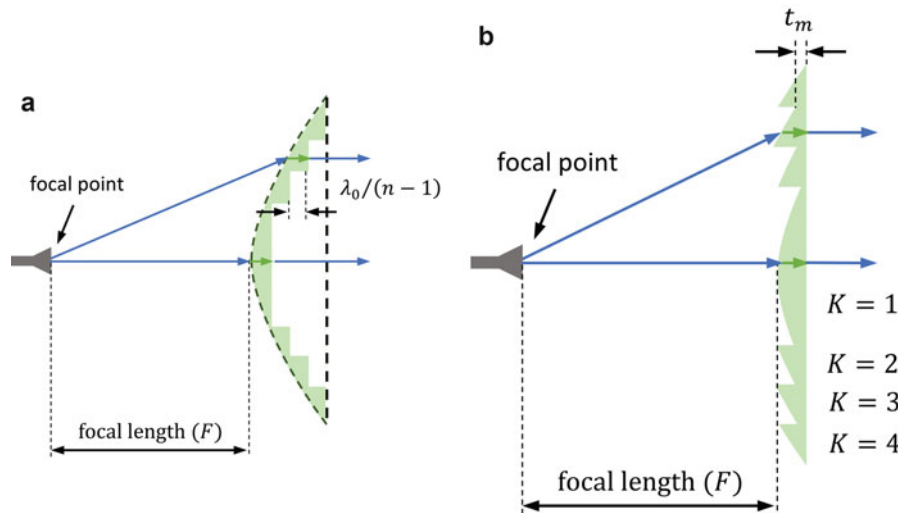 a
focal point
λ₀/(n − 1)
focal length (F)
b
tₘ
focal point
K = 1
K = 2
K = 3
K = 4
focal length (F)